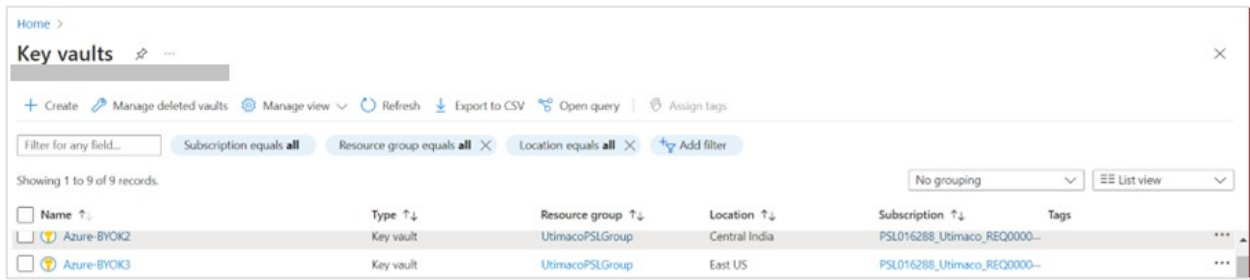 Home >
Key vaults ...
+ Create Manage deleted vaults Manage view Refresh Export to CSV Open query Assign tags
Filter for any field... Subscription equals all Resource group equals all Location equals all Add filter
Showing 1 to 9 of 9 records. No grouping List view
Name Type Resource group Location Subscription Tags
Azure-BYOK2 Key vault UtimacoPSLGroup Central India PSL016288_Utimaco_REQ0000...
Azure-BYOK3 Key vault UtimacoPSLGroup East US PSL016288_Utimaco_REQ0000...